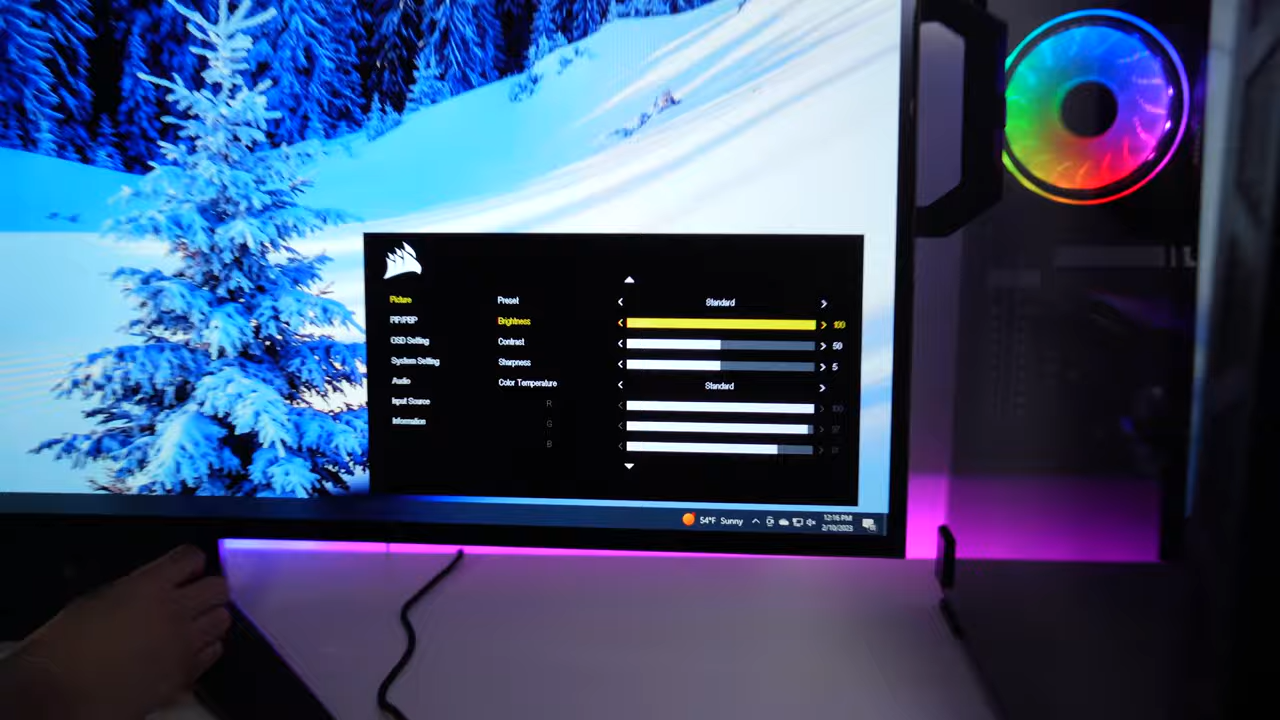 Picture
PIP/PBP
OSD Setting
System Setting
Audio
Input Source
Information
Preset Standard
Brightness 100
Contrast 50
Sharpness 5
Color Temperature Standard
R 100
G
B
54°F Sunny
12:16 PM
2/10/2023